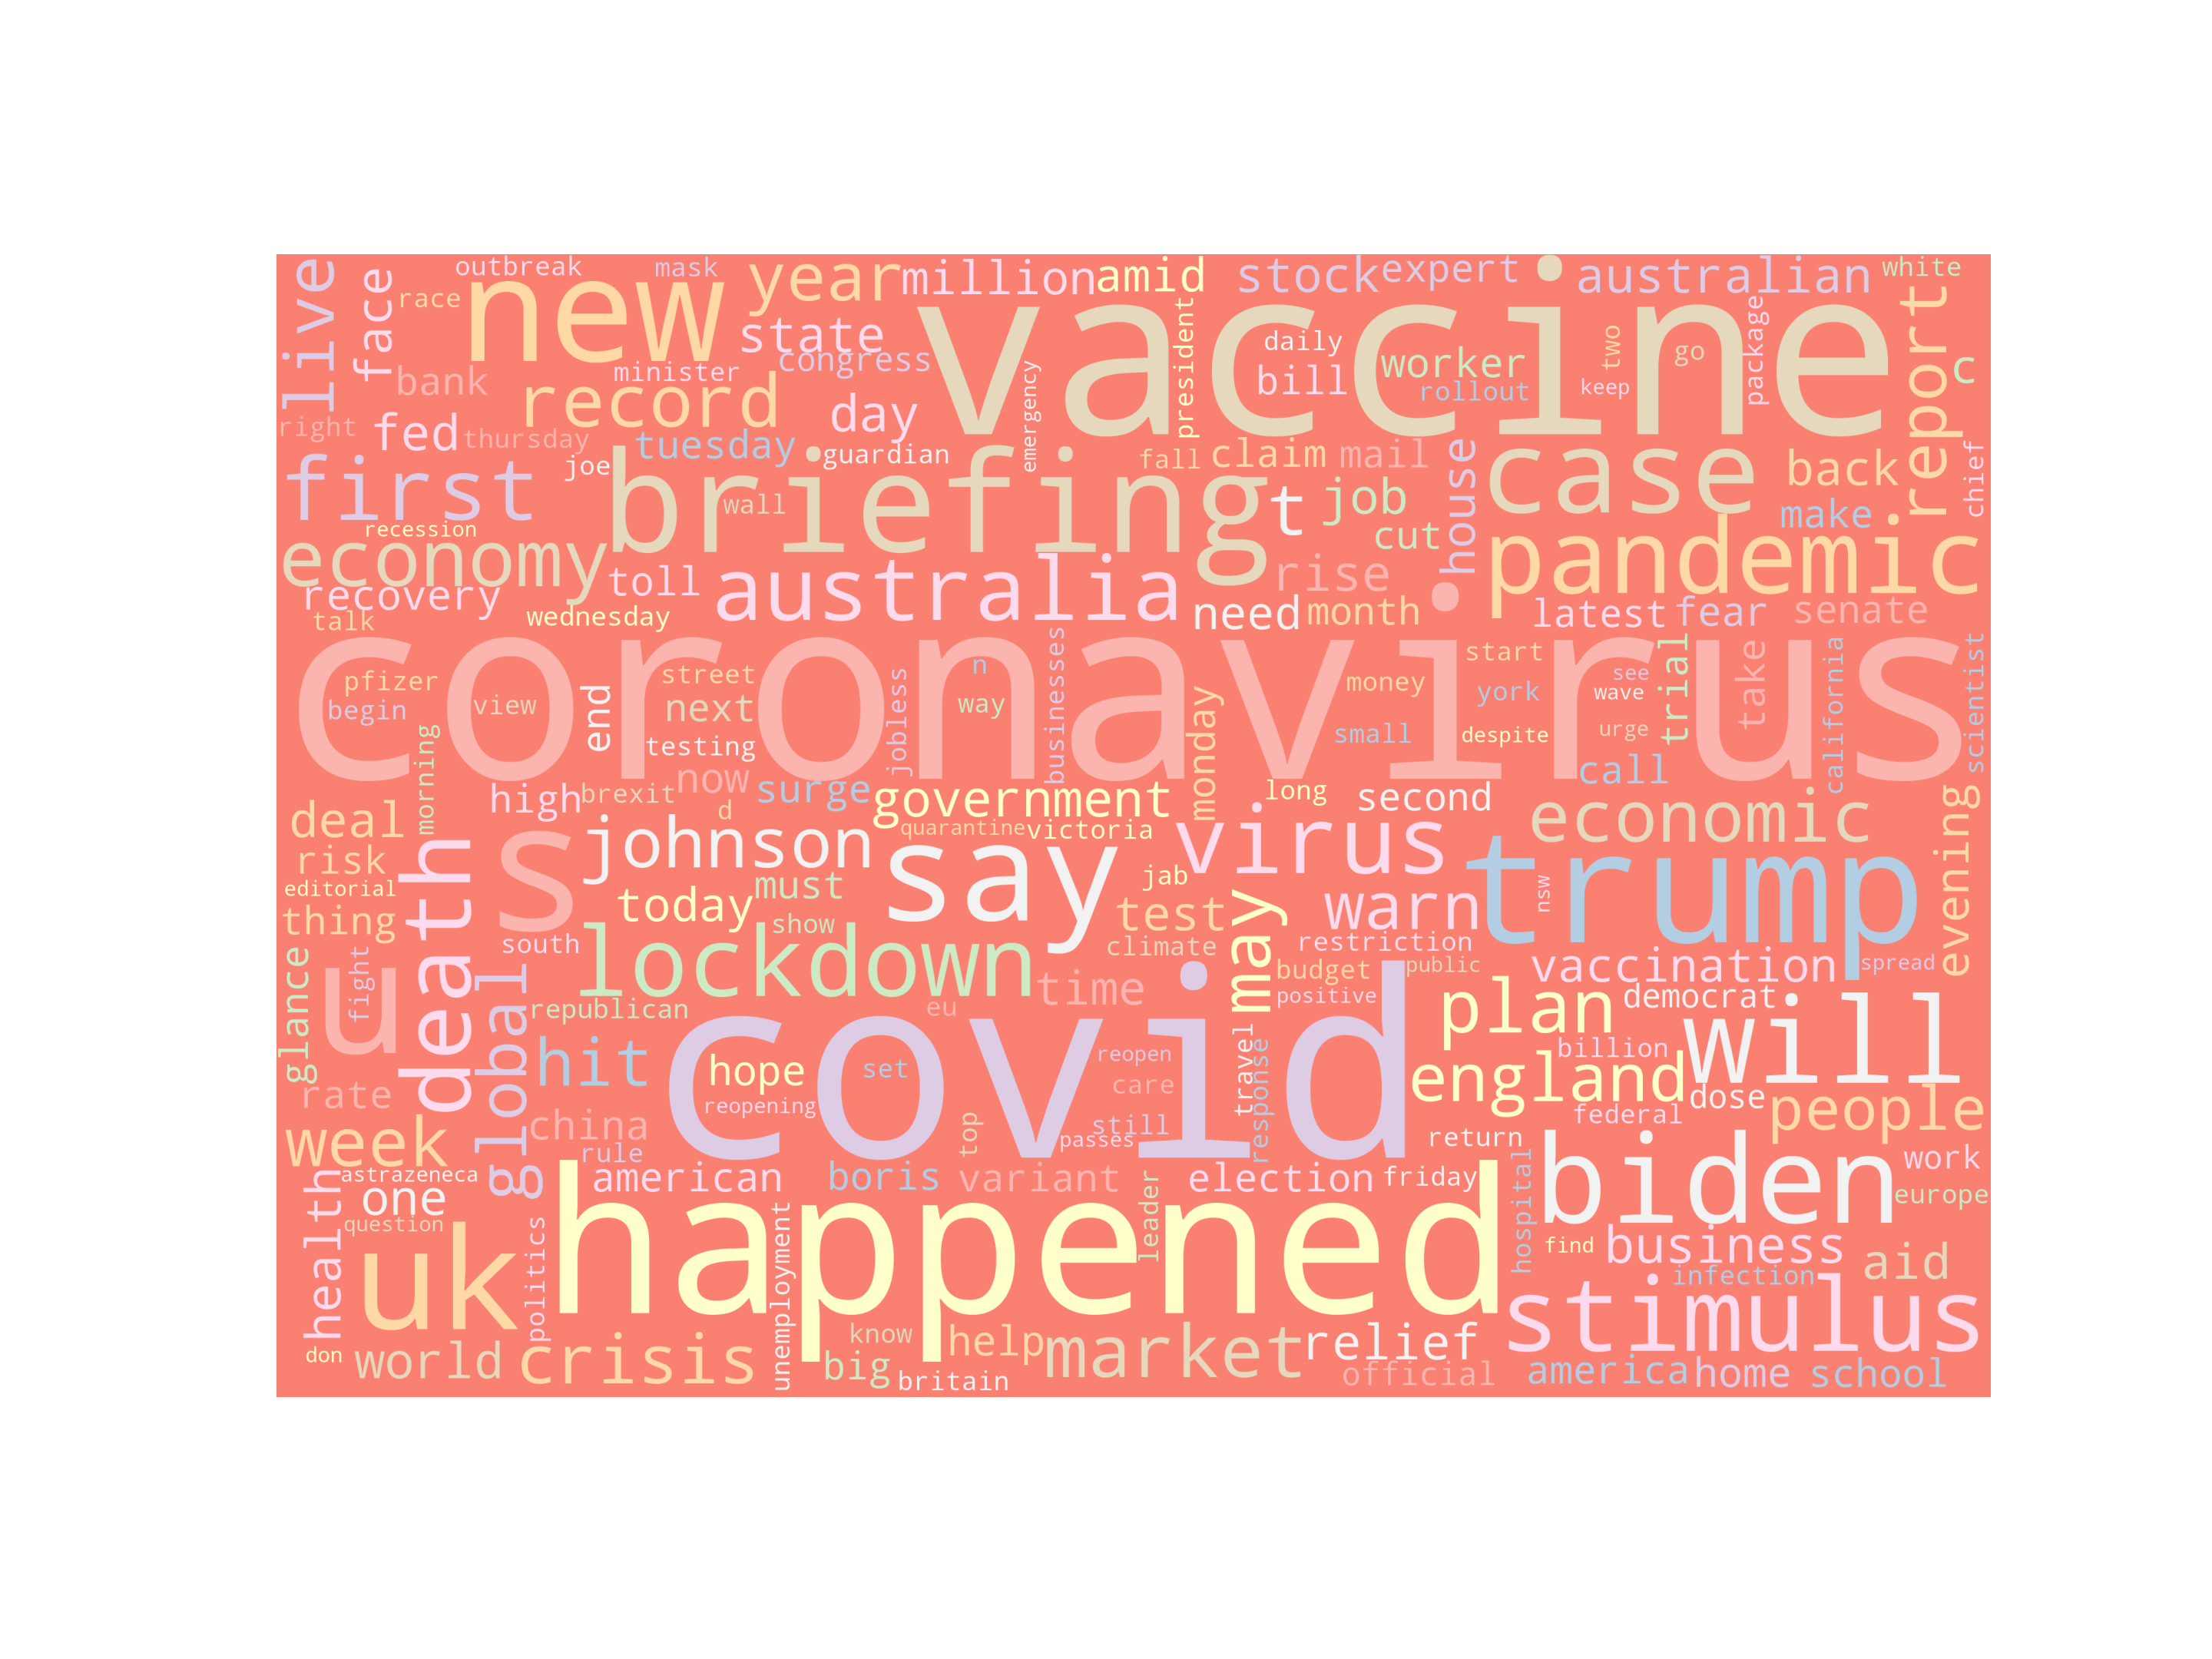 live
face
outbreak
race
mask
new
year
million
amid
vaccine
stock
expert
australian
white
state
congress
minister
bank
record
day
president
emergency
daily
bill
worker
rollout
two
go
keep
package
report
c
right
fed
thursday
tuesday
guardian
joe
first
briefing
wall
fall
claim
mail
t
job
cut
house
case
back
make
chief
recession
economy
recovery
toll
australia
rise
need
month
pandemic
latest
fear
senate
talk
wednesday
coronavirus
pfizer
begin
view
end
street
next
testing
jobless
n
way
businesses
monday
money
small
start
york
despite
see
wave
urge
trial
take
call
california
scientist
morning
high
brexit
now
d
surge
government
long
second
deal
risk
editorial
thing
death
s
johnson
quarantine
victoria
say
virus
economic
trump
evening
today
must
show
jab
test
climate
may
warn
nsw
restriction
budget
public
positive
vaccination
spread
glance
fight
u
south
lockdown
global
republican
eu
time
plan
democrat
will
hit
covid
hope
set
reopening
reopen
care
still
passes
top
travel
response
england
billion
federal
dose
people
rate
week
china
rule
astrazeneca
one
question
american
boris
variant
election
friday
return
leader
hospital
biden
work
europe
health
uk
politics
happened
unemployment
find
business
infection
aid
stimulus
don
world
crisis
know
big
britain
help
market
relief
official
america
home
school